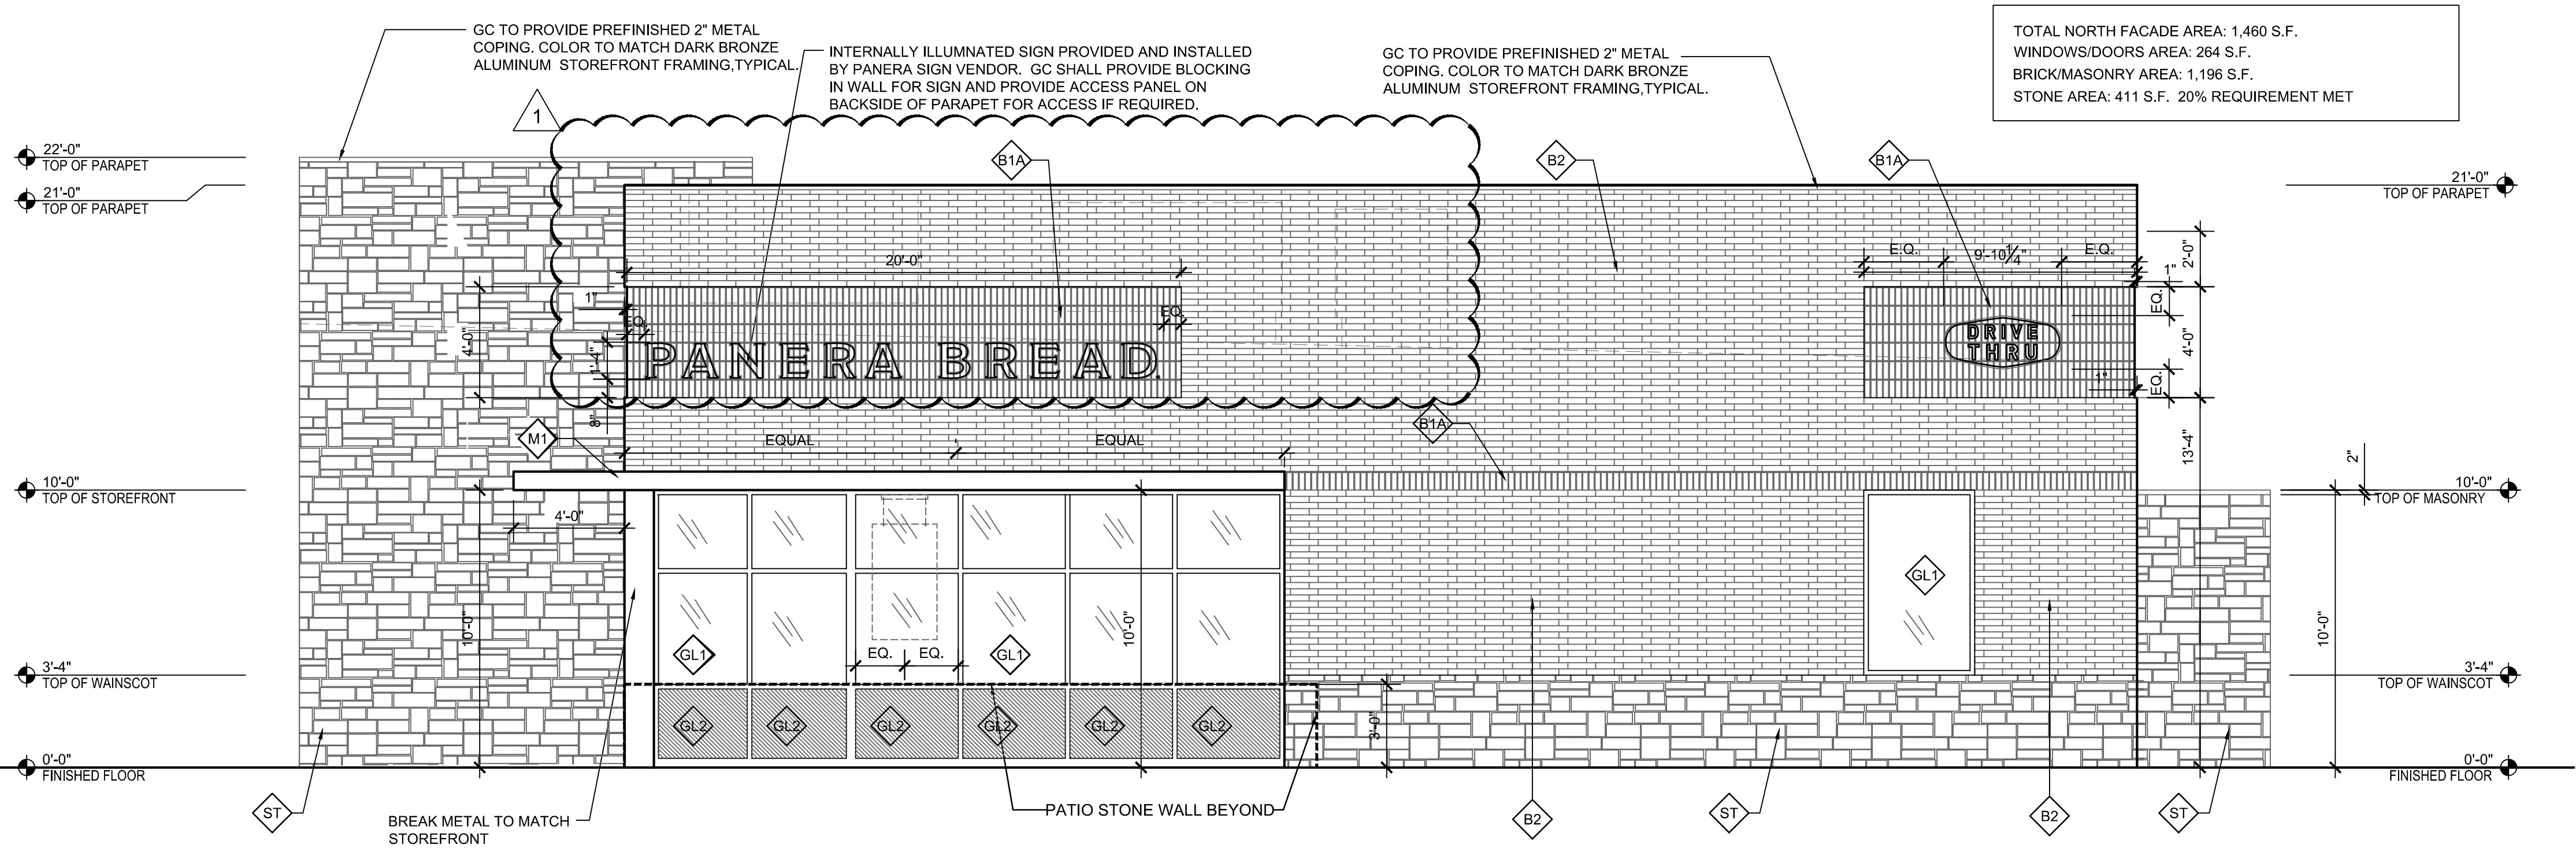 GC TO PROVIDE PREFINISHED 2" METAL
COPING. COLOR TO MATCH DARK BRONZE
ALUMINUM STOREFRONT FRAMING,TYPICAL.
INTERNALLY ILLUMNATED SIGN PROVIDED AND INSTALLED
BY PANERA SIGN VENDOR. GC SHALL PROVIDE BLOCKING
IN WALL FOR SIGN AND PROVIDE ACCESS PANEL ON
BACKSIDE OF PARAPET FOR ACCESS IF REQUIRED.
GC TO PROVIDE PREFINISHED 2" METAL
COPING. COLOR TO MATCH DARK BRONZE
ALUMINUM STOREFRONT FRAMING,TYPICAL.
TOTAL NORTH FACADE AREA: 1,460 S.F.
WINDOWS/DOORS AREA: 264 S.F.
BRICK/MASONRY AREA: 1,196 S.F.
STONE AREA: 411 S.F. 20% REQUIREMENT MET
1
22'-0"
TOP OF PARAPET
21'-0"
TOP OF PARAPET
B1A
B2
B1A
21'-0"
TOP OF PARAPET
20'-0"
E.Q.
9'-10¼"
E.Q.
2'-0"
1"
1"
EQ.
EQ.
4'-0"
1'-4"
8"
PANERA BREAD
DRIVE
THRU
EQ.
4'-0"
EQ.
1"
M1
EQUAL
EQUAL
B1A
13'-4"
2"
10'-0"
TOP OF STOREFRONT
10'-0"
TOP OF MASONRY
4'-0"
10'-0"
10'-0"
10'-0"
GL1
GL1
GL1
EQ.
EQ.
3'-4"
TOP OF WAINSCOT
3'-4"
TOP OF WAINSCOT
GL2
GL2
GL2
GL2
GL2
GL2
3'-0"
0'-0"
FINISHED FLOOR
0'-0"
FINISHED FLOOR
ST
BREAK METAL TO MATCH
STOREFRONT
PATIO STONE WALL BEYOND
B2
ST
B2
ST